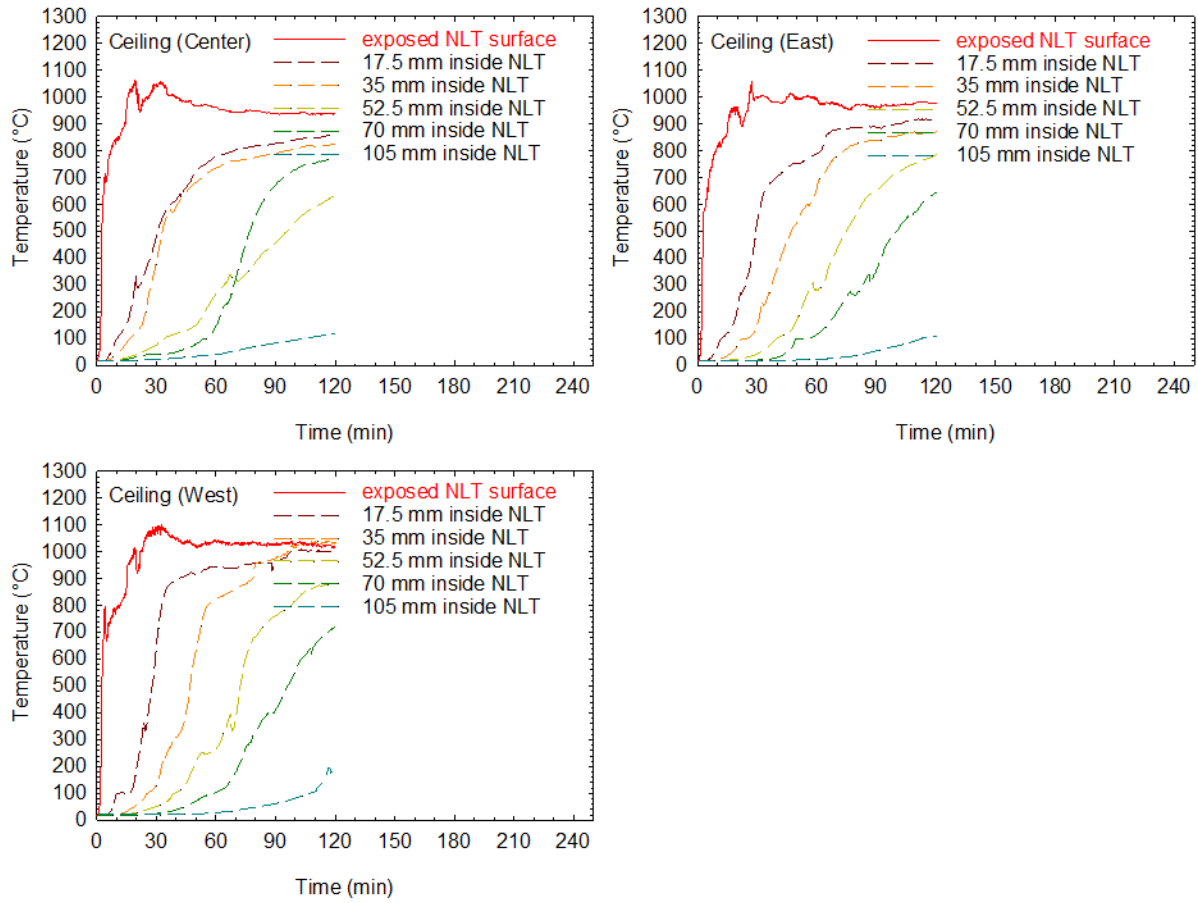 1300
1200
1100
1000
900
800
700
600
500
400
300
200
100
0
Temperature (°C)
Ceiling (Center)
exposed NLT surface
17.5 mm inside NLT
35 mm inside NLT
52.5 mm inside NLT
70 mm inside NLT
105 mm inside NLT
0 30 60 90 120 150 180 210 240
Time (min)
1300
1200
1100
1000
900
800
700
600
500
400
300
200
100
0
Temperature (°C)
Ceiling (East)
exposed NLT surface
17.5 mm inside NLT
35 mm inside NLT
52.5 mm inside NLT
70 mm inside NLT
105 mm inside NLT
0 30 60 90 120 150 180 210 240
Time (min)
1300
1200
1100
1000
900
800
700
600
500
400
300
200
100
0
Temperature (°C)
Ceiling (West)
exposed NLT surface
17.5 mm inside NLT
35 mm inside NLT
52.5 mm inside NLT
70 mm inside NLT
105 mm inside NLT
0 30 60 90 120 150 180 210 240
Time (min)